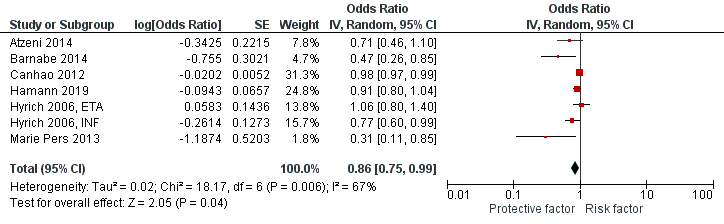 Odds Ratio Odds Ratio
Study or Subgroup log[Odds Ratio] SE Weight IV, Random, 95% CI IV, Random, 95% CI
Atzeni 2014 -0.3425 0.2215 7.8% 0.71 [0.46, 1.10]
Barnabe 2014 -0.755 0.3021 4.7% 0.47 [0.26, 0.85]
Canhao 2012 -0.0202 0.0052 31.3% 0.98 [0.97, 0.99]
Hamann 2019 -0.0943 0.0657 24.8% 0.91 [0.80, 1.04]
Hyrich 2006, ETA 0.0583 0.1436 13.8% 1.06 [0.80, 1.40]
Hyrich 2006, INF -0.2614 0.1273 15.7% 0.77 [0.60, 0.99]
Marie Pers 2013 -1.1874 0.5203 1.8% 0.31 [0.11, 0.85]
Total (95% CI) 100.0% 0.86 [0.75, 0.99]
Heterogeneity: Tau² = 0.02; Chi² = 18.17, df = 6 (P = 0.006); I² = 67%
Test for overall effect: Z = 2.05 (P = 0.04)
0.01 0.1 1 10 100
Protective factor Risk factor